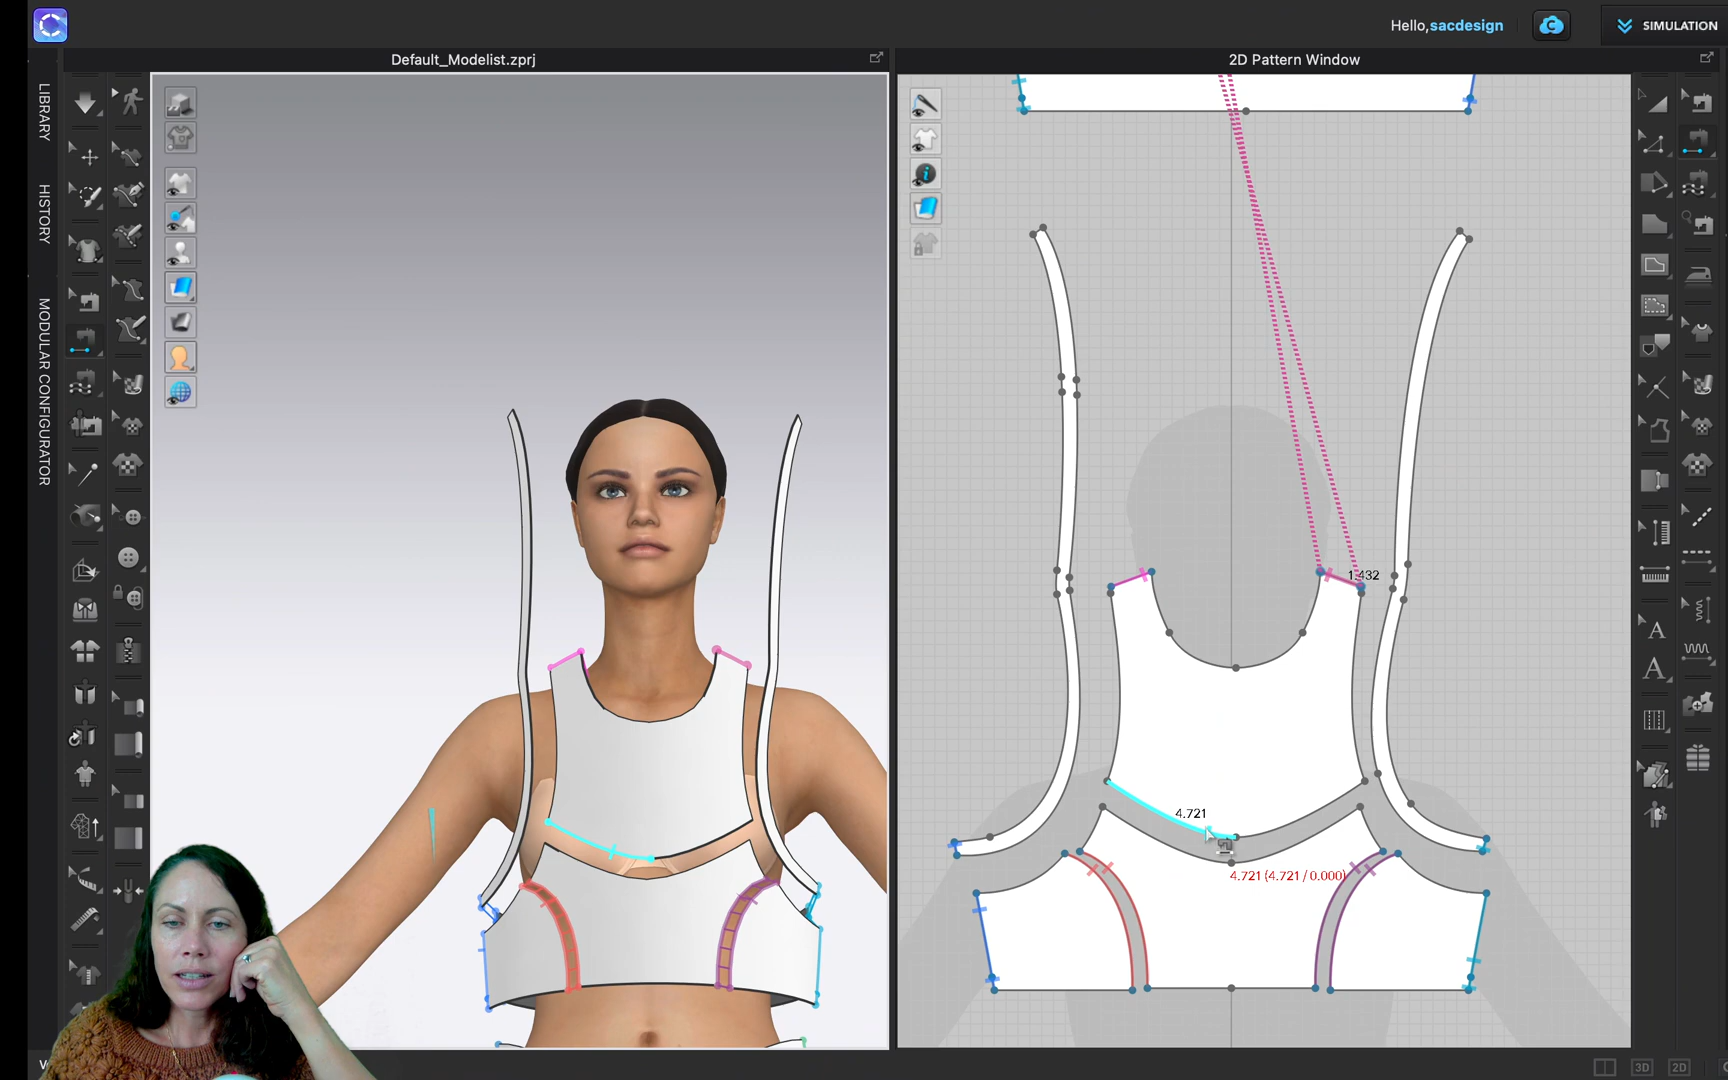 Hello,sacdesign
SIMULATION
Default_Modelist.zprj
2D Pattern Window
LIBRARY
HISTORY
MODULAR CONFIGURATOR
1.432
4.721
4.721 (4.721 / 0.000)
A
A
3D
2D